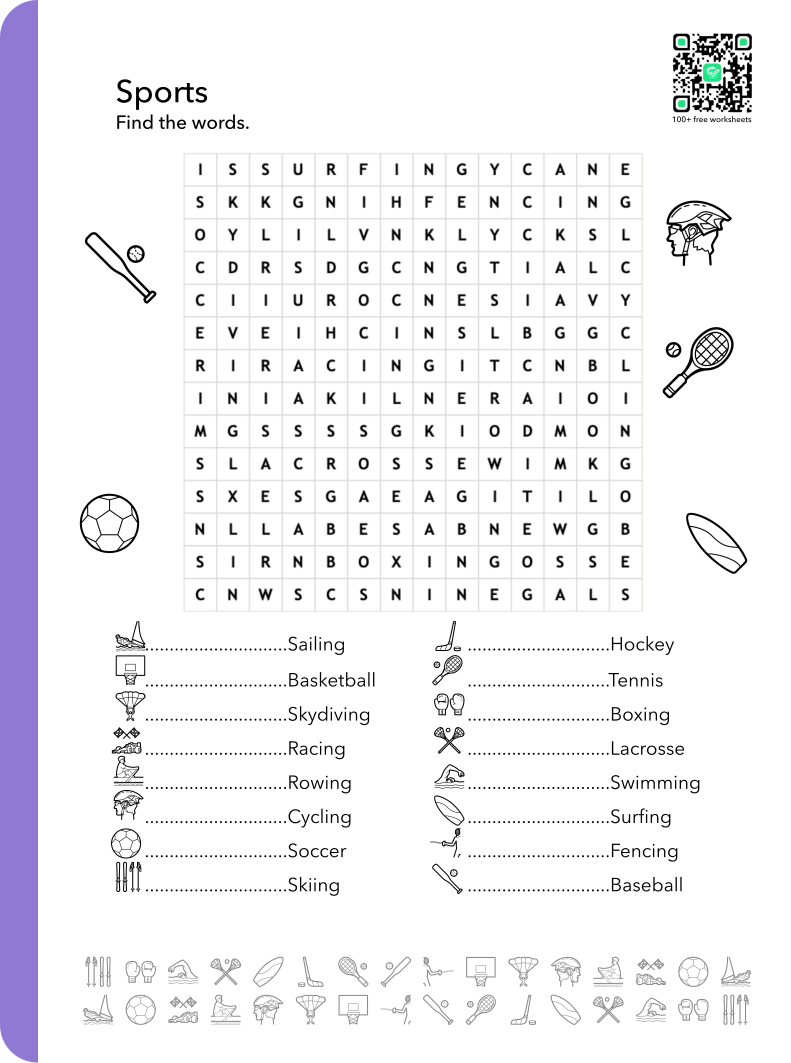 100+ free worksheets
Sports
Find the words.
I S S U R F I N G Y C A N E
S K K G N I H F E N C I N G
O Y L I L V N K L Y C K S L
C D R S D G C N G T I A L C
C I I U R O C N E S I A V Y
E V E I H C I N S L B G G C
R I R A C I N G I T C N B L
I N I A K I L N E R A I O I
M G S S S S G K I O D M O N
S L A C R O S S E W I M K G
S X E S G A E A G I T I L O
N L L A B E S A B N E W G B
S I R N B O X I N G O S S E
C N W S C S N I N E G A L S
............................Sailing
............................Basketball
............................Skydiving
............................Racing
............................Rowing
............................Cycling
............................Soccer
............................Skiing
............................Hockey
............................Tennis
............................Boxing
............................Lacrosse
............................Swimming
............................Surfing
............................Fencing
............................Baseball